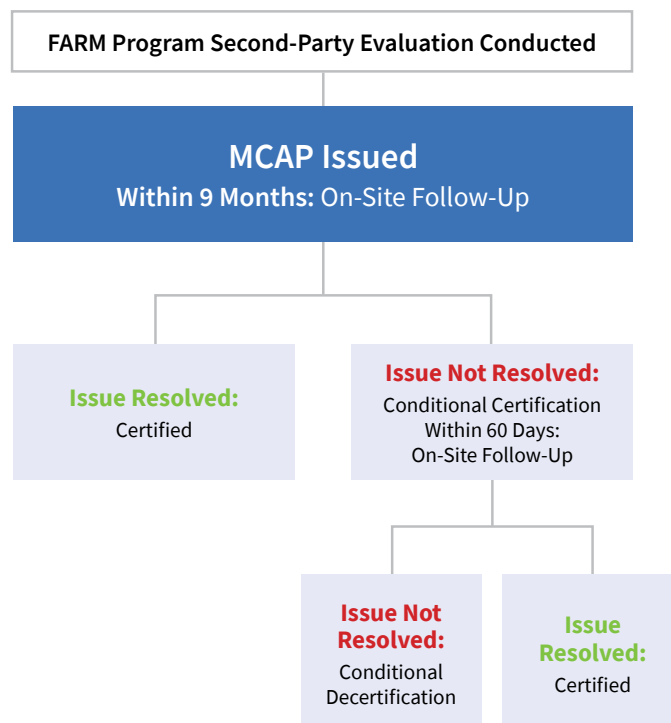 FARM Program Second-Party Evaluation Conducted
MCAP Issued
Within 9 Months: On-Site Follow-Up
Issue Resolved:
Certified
Issue Not Resolved:
Conditional Certification
Within 60 Days:
On-Site Follow-Up
Issue Not
Resolved:
Conditional
Decertification
Issue
Resolved:
Certified